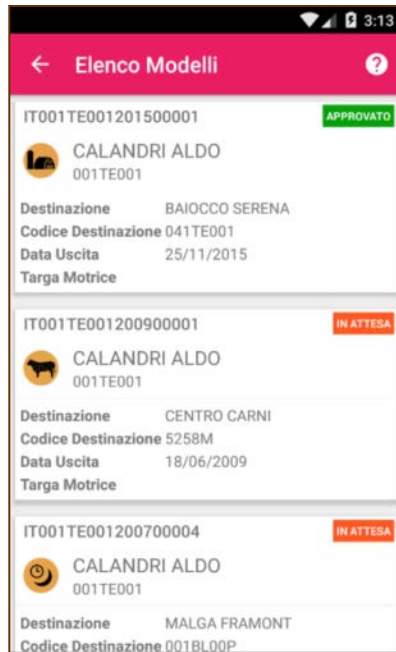 3:13
Elenco Modelli
?
IT001TE001201500001 APPROVATO
CALANDRI ALDO
001TE001
Destinazione BAIOCCO SERENA
Codice Destinazione 041TE001
Data Uscita 25/11/2015
Targa Motrice
IT001TE001200900001 IN ATTESA
CALANDRI ALDO
001TE001
Destinazione CENTRO CARNI
Codice Destinazione 5258M
Data Uscita 18/06/2009
Targa Motrice
IT001TE001200700004 IN ATTESA
CALANDRI ALDO
001TE001
Destinazione MALGA FRAMONT
Codice Destinazione 001BL00P